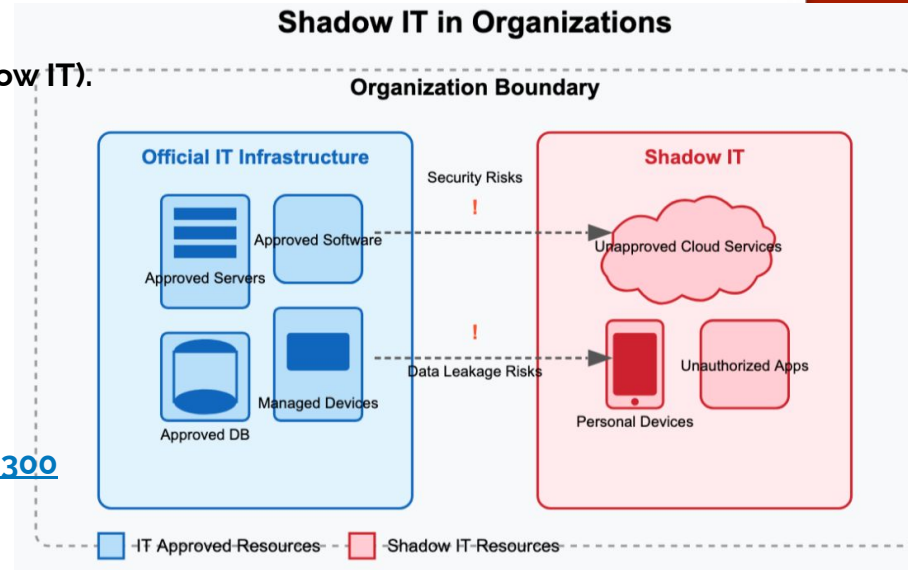 Shadow IT in Organizations
ow IT).
Organization Boundary
Official IT Infrastructure
Shadow IT
Security Risks
!
Approved Software
Unapproved Cloud Services
Approved Servers
!
Data Leakage Risks
Unauthorized Apps
Managed Devices
Personal Devices
Approved DB
300
IT Approved Resources
Shadow IT Resources